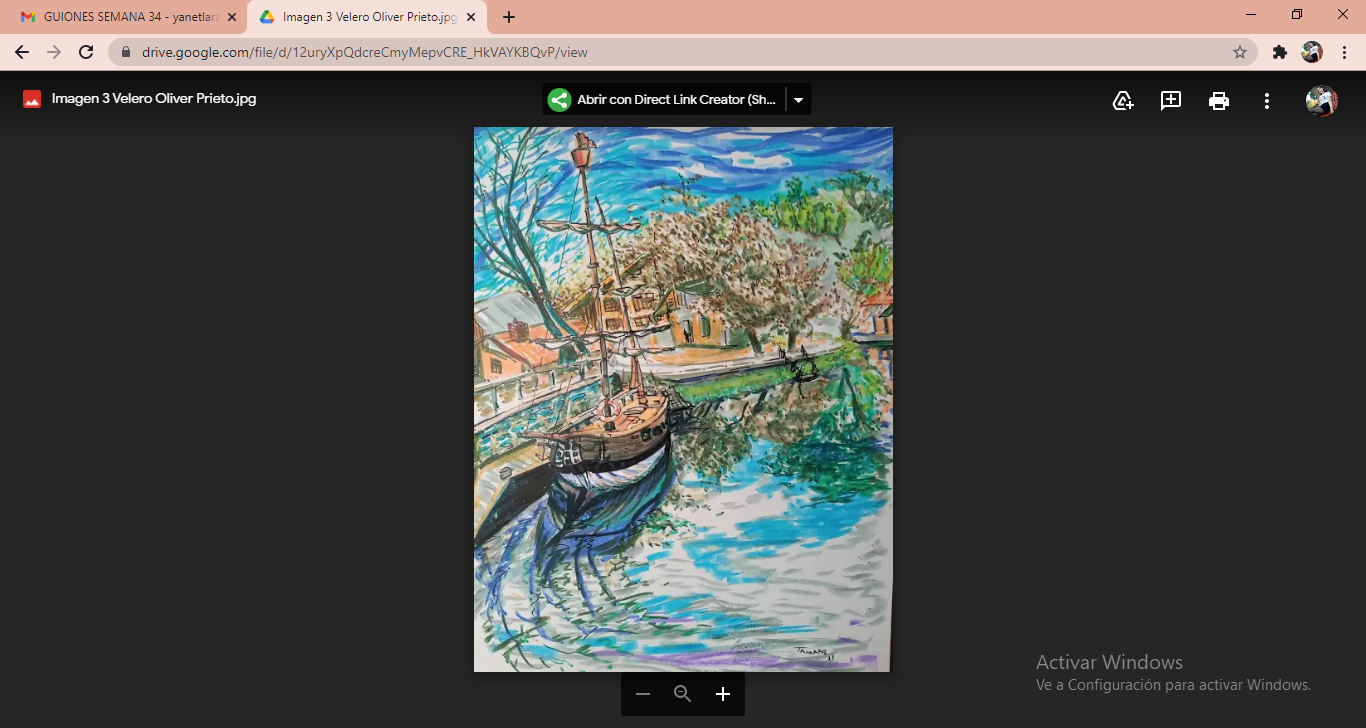 GUIONES SEMANA 34 - yanetlar
Imagen 3 Velero Oliver Prieto.jpg
drive.google.com/file/d/12uryXpQdcreCmyMepvCRE_HkVAYKBQvP/view
Imagen 3 Velero Oliver Prieto.jpg
Abrir con Direct Link Creator (Sh...
Activar Windows
Ve a Configuración para activar Windows.